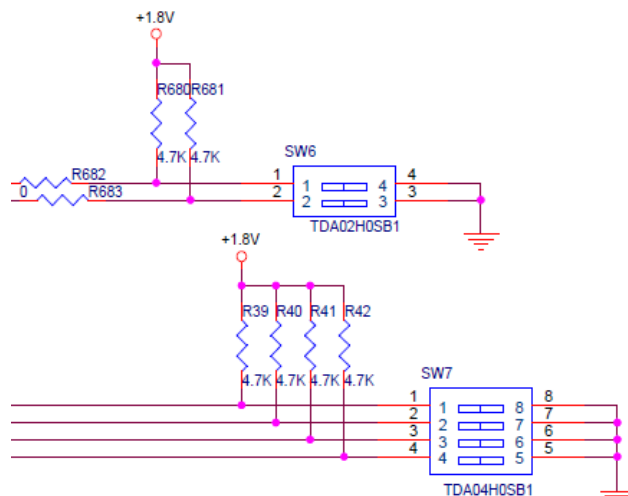 +1.8V
R680 R681
4.7K 4.7K
SW6
R682
0 R683
1 1 4 4
2 2 3 3
TDA02H0SB1
+1.8V
R39 R40 R41 R42
4.7K 4.7K 4.7K 4.7K
SW7
1 1 8 8
2 2 7 7
3 3 6 6
4 4 5 5
TDA04H0SB1